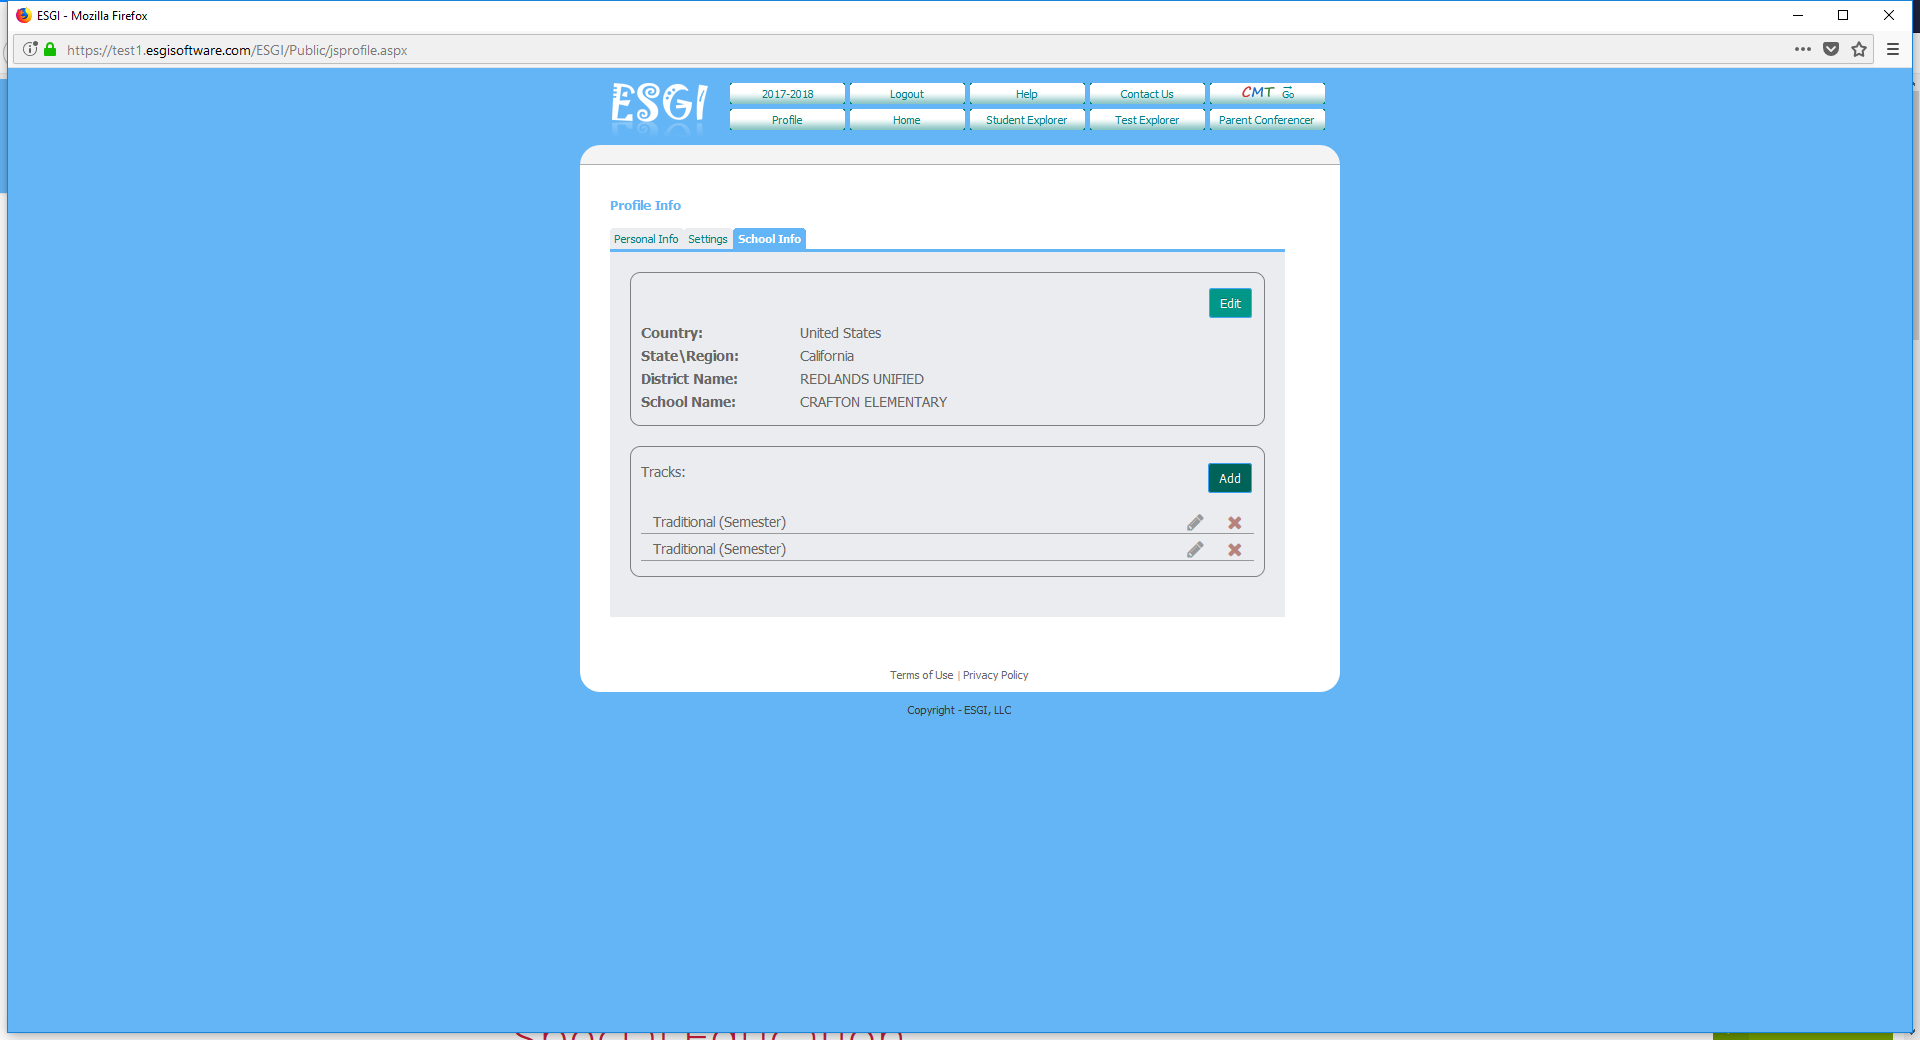 ESGI - Mozilla Firefox
https://test1.esgisoftware.com/ESGI/Public/jsprofile.aspx
ESGI
2017-2018 Logout Help Contact Us CMT Go
Profile Home Student Explorer Test Explorer Parent Conferencer
Profile Info
Personal Info Settings School Info
Edit
Country: United States
State\Region: California
District Name: REDLANDS UNIFIED
School Name: CRAFTON ELEMENTARY
Tracks:
Add
Traditional (Semester)
Traditional (Semester)
Terms of Use | Privacy Policy
Copyright - ESGI, LLC
Special Education